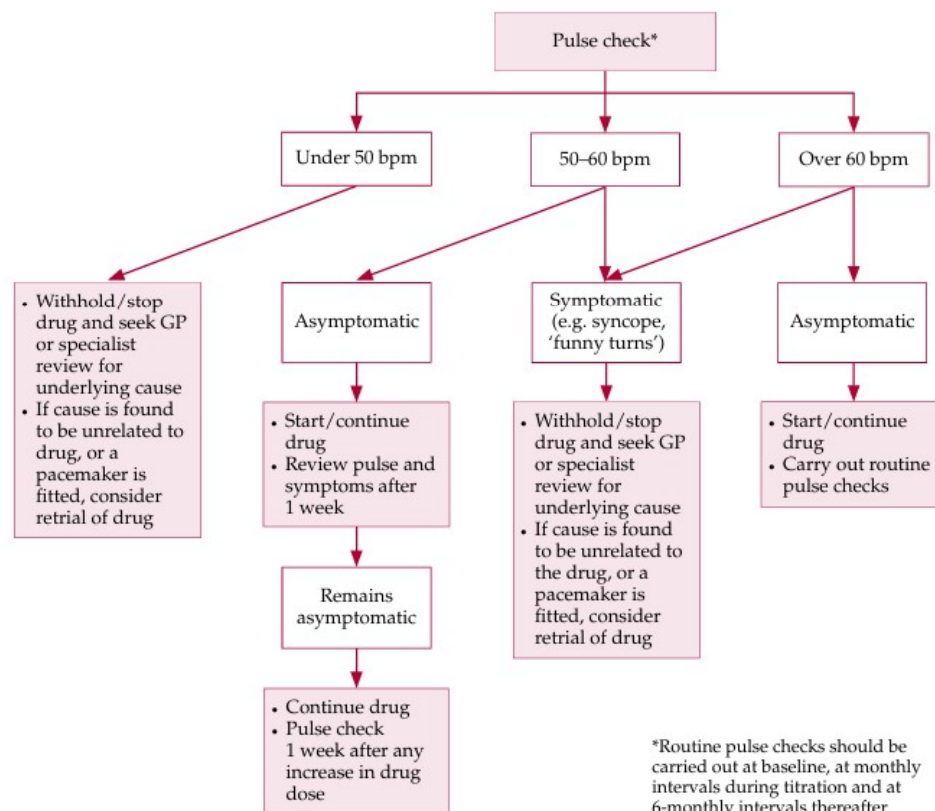 Pulse check*
Under 50 bpm
50–60 bpm
Over 60 bpm
• Withhold/stop
drug and seek GP
or specialist
review for
underlying cause
• If cause is found
to be unrelated to
drug, or a
pacemaker is
fitted, consider
retrial of drug
Asymptomatic
Symptomatic
(e.g. syncope,
‘funny turns’)
Asymptomatic
• Start/continue
drug
• Review pulse and
symptoms after
1 week
• Withhold/stop
drug and seek GP
or specialist
review for
underlying cause
• If cause is found
to be unrelated to
the drug, or a
pacemaker is
fitted, consider
retrial of drug
• Start/continue
drug
• Carry out routine
pulse checks
Remains
asymptomatic
• Continue drug
• Pulse check
1 week after any
increase in drug
dose
*Routine pulse checks should be
carried out at baseline, at monthly
intervals during titration and at
6-monthly intervals thereafter